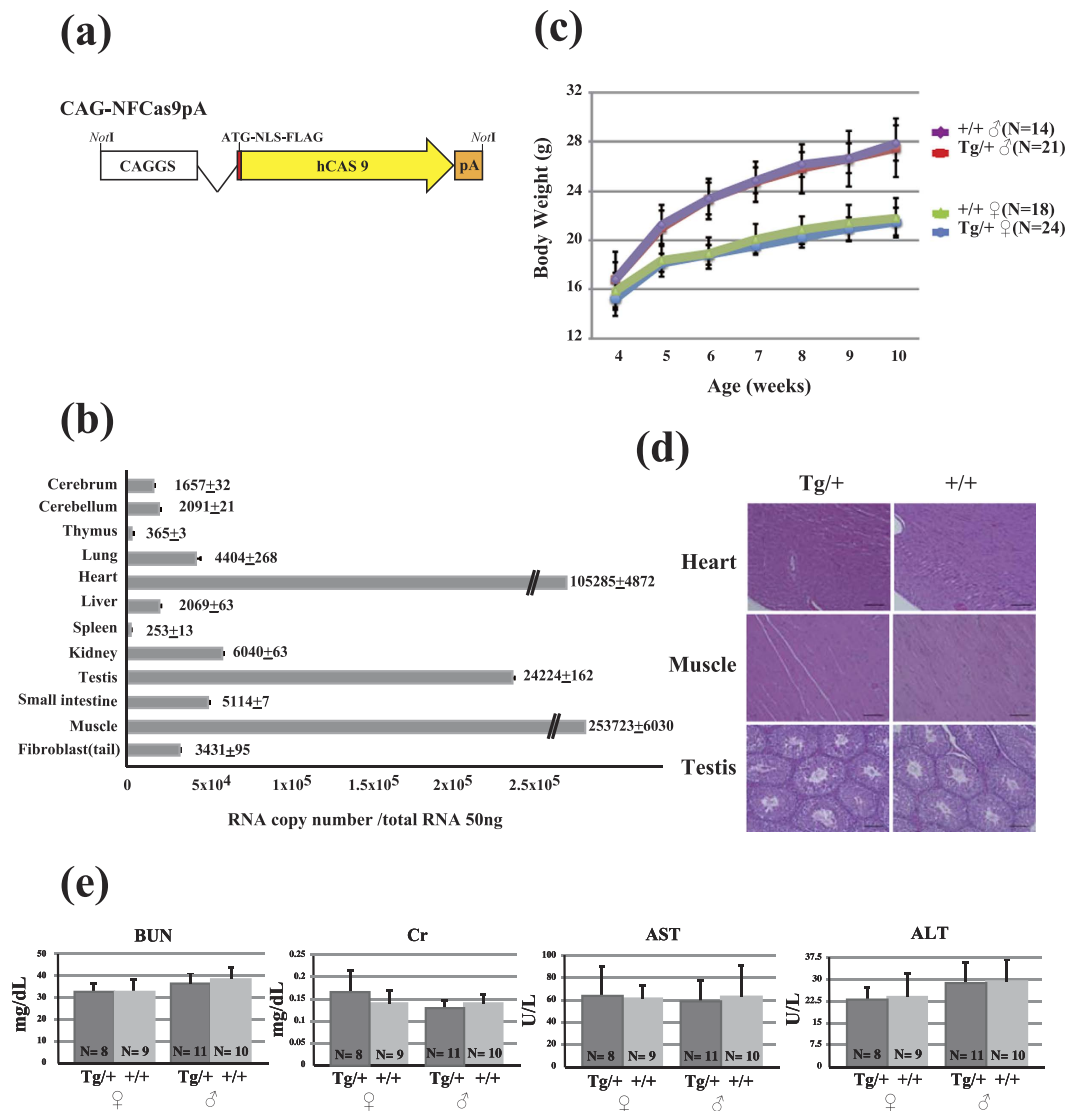 (a)
CAG-NFCas9pA
NotI
ATG-NLS-FLAG
NotI
CAGGS
hCAS 9
pA
(c)
Body Weight (g)
28
24
20
16
12
4 5 6 7 8 9 10
Age (weeks)
+/+ ♂(N=14)
Tg/+ ♂(N=21)
+/+ ♀(N=18)
Tg/+ ♀(N=24)
(b)
Cerebrum 1657±32
Cerebellum 2091±21
Thymus 365±3
Lung 4404±268
Heart 105285±4872
Liver 2069±63
Spleen 253±13
Kidney 6040±63
Testis 24224±162
Small intestine 5114±7
Muscle 253723±6030
Fibroblast(tail) 3431±95
0 5x10⁴ 1x10⁵ 1.5x10⁵ 2x10⁵ 2.5x10⁵
RNA copy number /total RNA 50ng
(d)
Tg/+ +/+
Heart
Muscle
Testis
(e)
BUN
mg/dL
50
40
30
20
10
0
N= 8 N= 9 N= 11 N= 10
Tg/+ +/+ Tg/+ +/+
♀ ♂
Cr
mg/dL
0.25
0.2
0.15
0.1
0.05
0
N= 8 N= 9 N= 11 N= 10
Tg/+ +/+ Tg/+ +/+
♀ ♂
AST
U/L
100
80
60
40
20
0
N= 8 N= 9 N= 11 N= 10
Tg/+ +/+ Tg/+ +/+
♀ ♂
ALT
U/L
37.5
30
22.5
15
7.5
0
N= 8 N= 9 N= 11 N= 10
Tg/+ +/+ Tg/+ +/+
♀ ♂